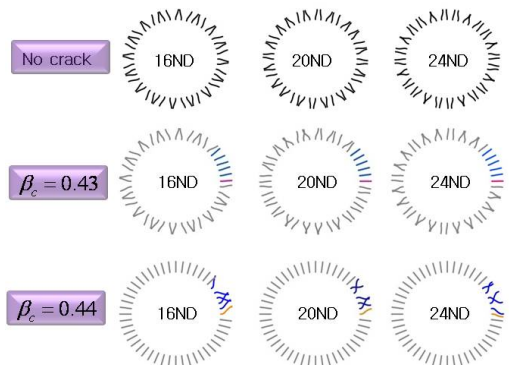 No crack 16ND 20ND 24ND
β_c = 0.43 16ND 20ND 24ND
β_c = 0.44 16ND 20ND 24ND